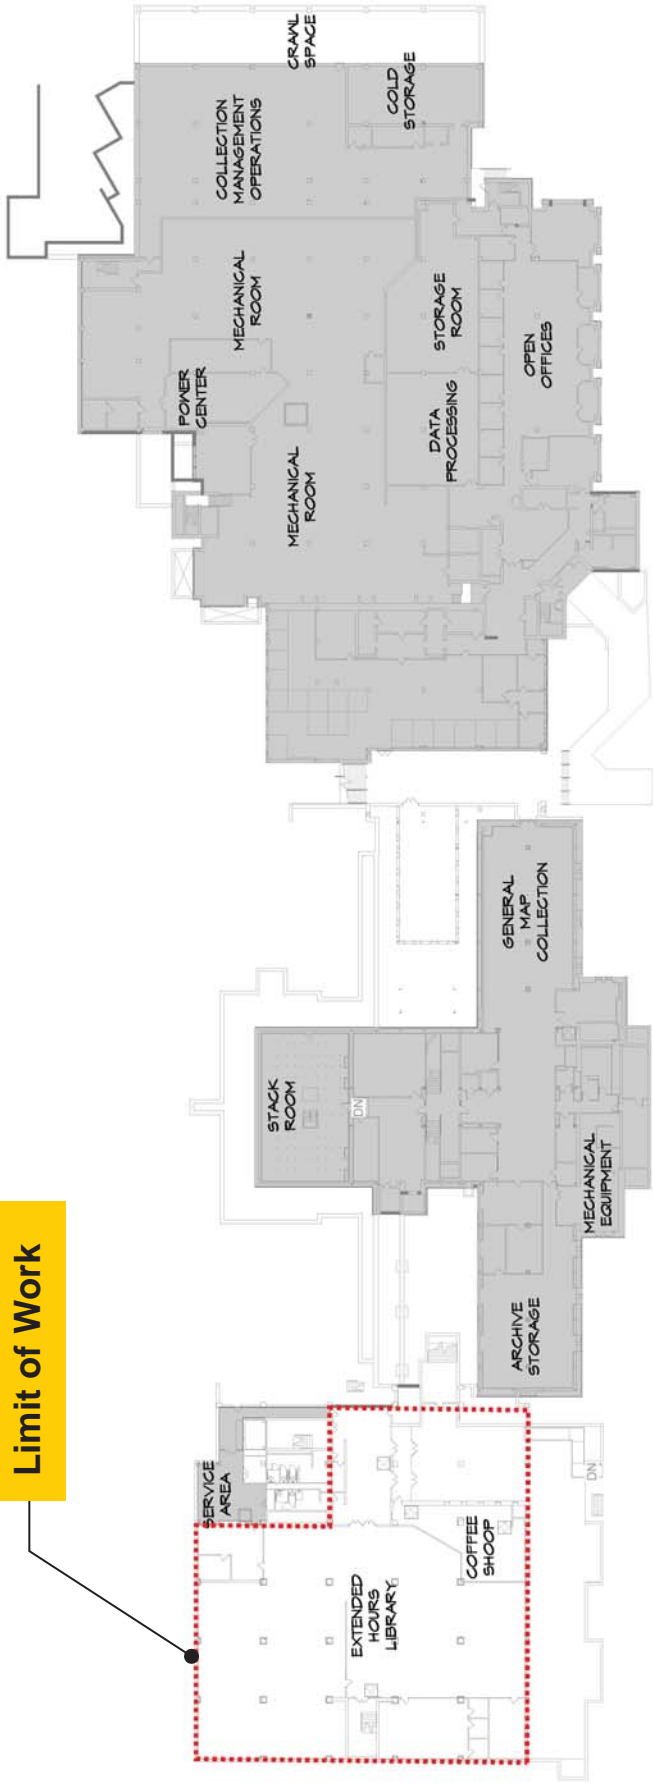 Limit of Work
SERVICE
AREA
EXTENDED
HOURS
LIBRARY
COFFEE
SHOOP
DN
STACK
ROOM
DN
ARCHIVE
STORAGE
MECHANICAL
EQUIPMENT
GENERAL
MAP
COLLECTION
POWER
CENTER
MECHANICAL
ROOM
MECHANICAL
ROOM
DATA
PROCESSING
STORAGE
ROOM
OPEN
OFFICES
COLLECTION
MANAGEMENT
OPERATIONS
COLD
STORAGE
CRAWL
SPACE